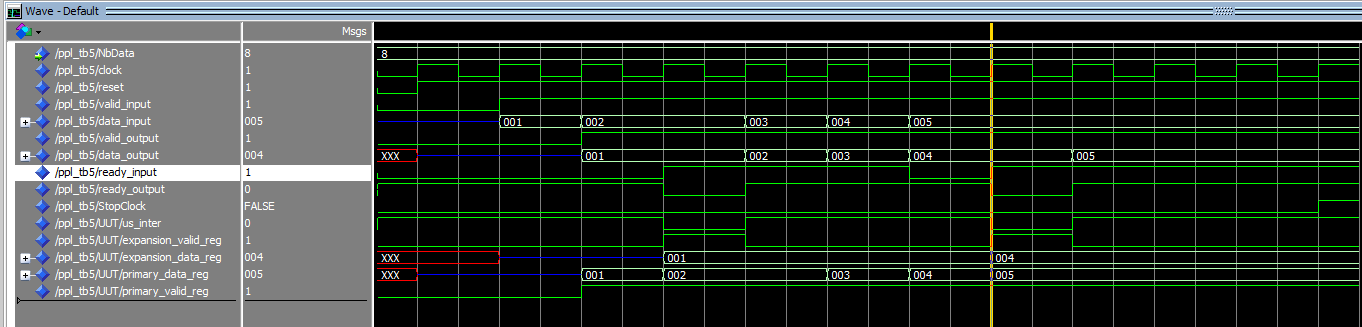 Wave - Default
Msgs
/ppl_tb5/NbData 8 8
/ppl_tb5/clock 1
/ppl_tb5/reset 1
/ppl_tb5/valid_input 1
/ppl_tb5/data_input 005 001 002 003 004 005
/ppl_tb5/valid_output 1
/ppl_tb5/data_output 004 XXX 001 002 003 004 005
/ppl_tb5/ready_input 1
/ppl_tb5/ready_output 0
/ppl_tb5/StopClock FALSE
/ppl_tb5/UUT/us_inter 0
/ppl_tb5/UUT/expansion_valid_reg 1
/ppl_tb5/UUT/expansion_data_reg 004 XXX 001 004
/ppl_tb5/UUT/primary_data_reg 005 XXX 001 002 003 004 005
/ppl_tb5/UUT/primary_valid_reg 1